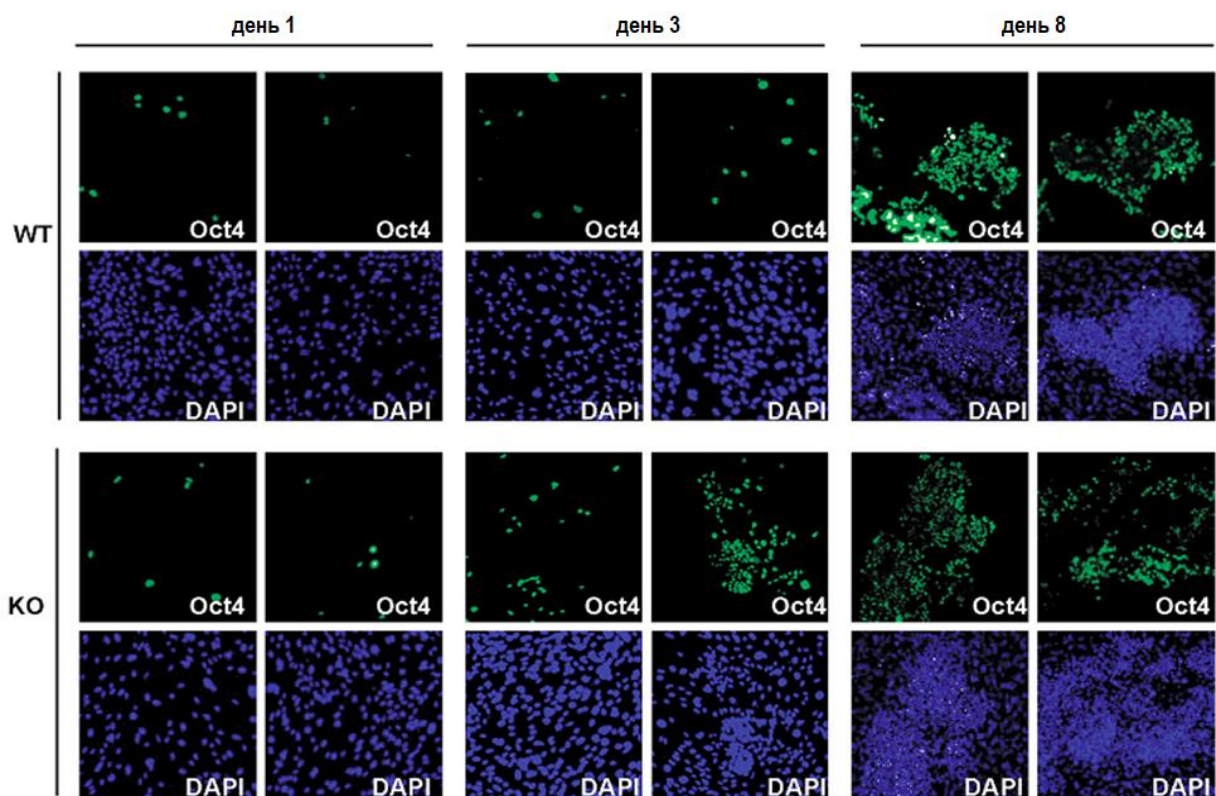 день 1 день 3 день 8
WT
Oct4 Oct4 Oct4 Oct4 Oct4 Oct4
DAPI DAPI DAPI DAPI DAPI DAPI
KO
Oct4 Oct4 Oct4 Oct4 Oct4 Oct4
DAPI DAPI DAPI DAPI DAPI DAPI